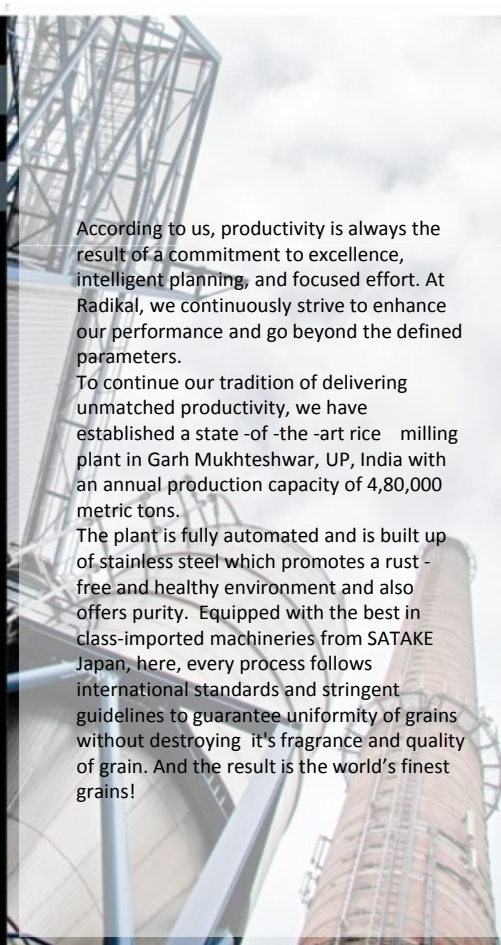 According to us, productivity is always the
result of a commitment to excellence,
intelligent planning, and focused effort. At
Radikal, we continuously strive to enhance
our performance and go beyond the defined
parameters.
To continue our tradition of delivering
unmatched productivity, we have
established a state -of -the -art rice   milling
plant in Garh Mukhteshwar, UP, India with
an annual production capacity of 4,80,000
metric tons.
The plant is fully automated and is built up
of stainless steel which promotes a rust -
free and healthy environment and also
offers purity.  Equipped with the best in
class-imported machineries from SATAKE
Japan, here, every process follows
international standards and stringent
guidelines to guarantee uniformity of grains
without destroying  it's fragrance and quality
of grain. And the result is the world’s finest
grains!